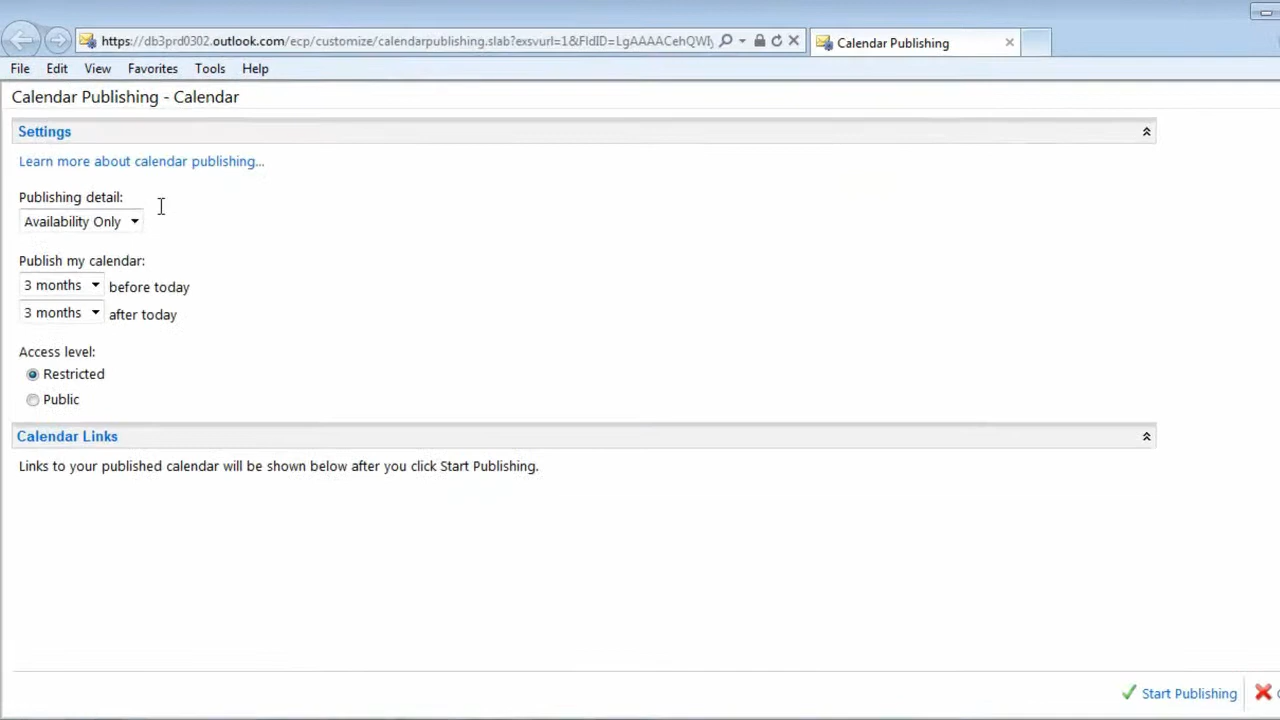 https://db3prd0302.outlook.com/ecp/customize/calendarpublishing.slab?exsvurl=1&FldID=LgAAAACehQWI
Calendar Publishing
File Edit View Favorites Tools Help
Calendar Publishing - Calendar
Settings
Learn more about calendar publishing...
Publishing detail:
Availability Only
Publish my calendar:
3 months before today
3 months after today
Access level:
Restricted
Public
Calendar Links
Links to your published calendar will be shown below after you click Start Publishing.
Start Publishing